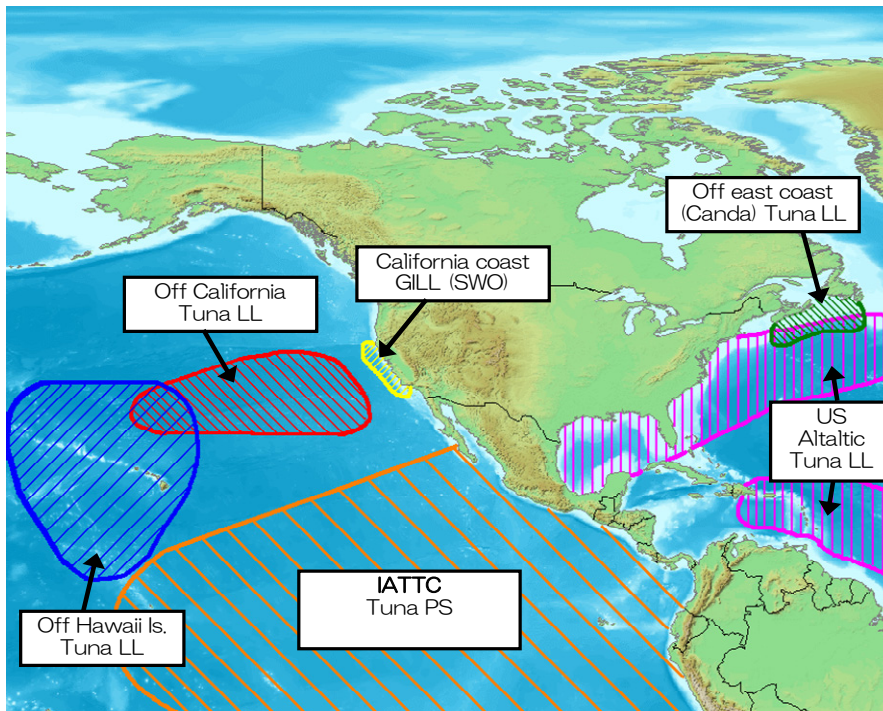 Off east coast
(Canda) Tuna LL
California coast
GILL (SWO)
Off California
Tuna LL
US
Altaltic
Tuna LL
IATTC
Tuna PS
Off Hawaii Is.
Tuna LL